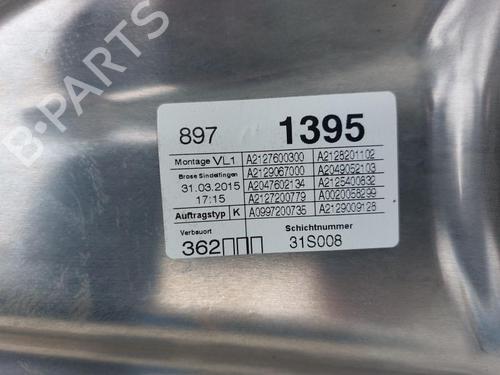 B-PARTS
897 1395
Montage VL1 A2127600300 A2128201102
Brose Sindelfingen A2129067000 A2049052103
31.03.2015 A2047602134 A2125400882
17:15 A2127200779 A0020058299
Auftragstyp K A0997200735 A2129009128
Verbauort Schichtnummer
362 31S008